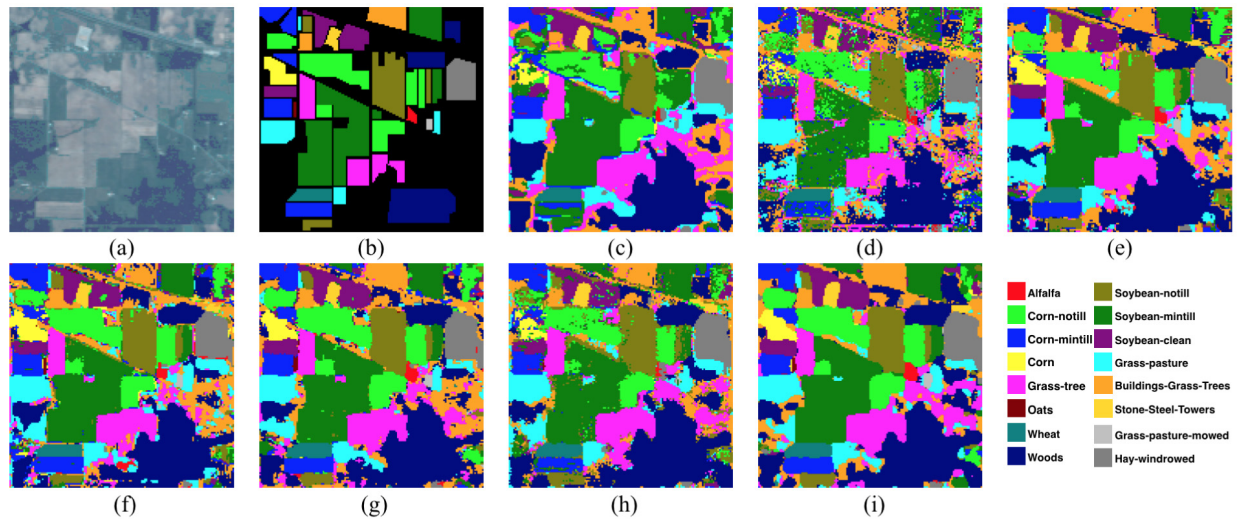 (a)
(b)
(c)
(d)
(e)
(f)
(g)
(h)
(i)
Alfalfa
Corn-notill
Corn-mintill
Corn
Grass-tree
Oats
Wheat
Woods
Soybean-notill
Soybean-mintill
Soybean-clean
Grass-pasture
Buildings-Grass-Trees
Stone-Steel-Towers
Grass-pasture-mowed
Hay-windrowed